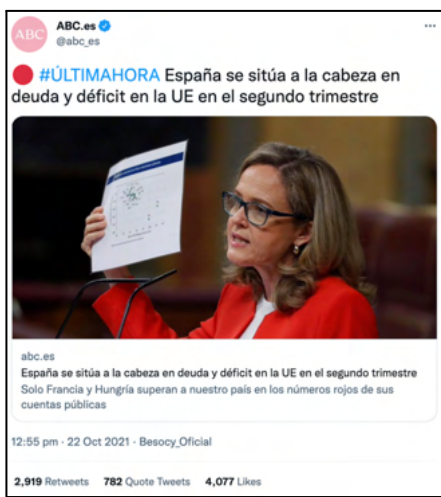 ABC
ABC.es
@abc_es
#ÚLTIMAHORA España se sitúa a la cabeza en
deuda y déficit en la UE en el segundo trimestre
abc.es
España se sitúa a la cabeza en deuda y déficit en la UE en el segundo trimestre
Solo Francia y Hungría superan a nuestro país en los números rojos de sus
cuentas públicas
12:55 pm · 22 Oct 2021 · Besocy_Oficial
2,919 Retweets 782 Quote Tweets 4,077 Likes